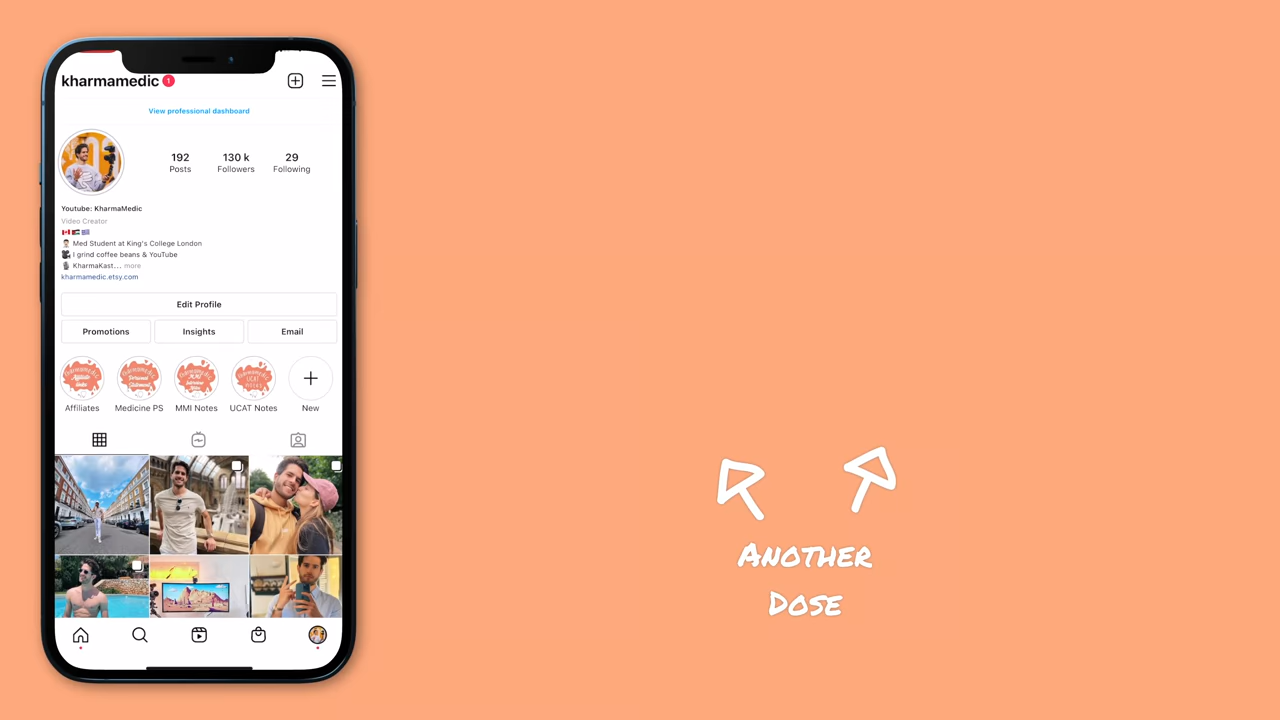 kharmamedic 1
View professional dashboard
192 130 k 29
Posts Followers Following
Youtube: KharmaMedic
Video Creator
Med Student at King's College London
I grind coffee beans & YouTube
KharmaKast... more
kharmamedic.etsy.com
Edit Profile
Promotions Insights Email
Affiliates Medicine PS MMI Notes UCAT Notes New
Another
Dose